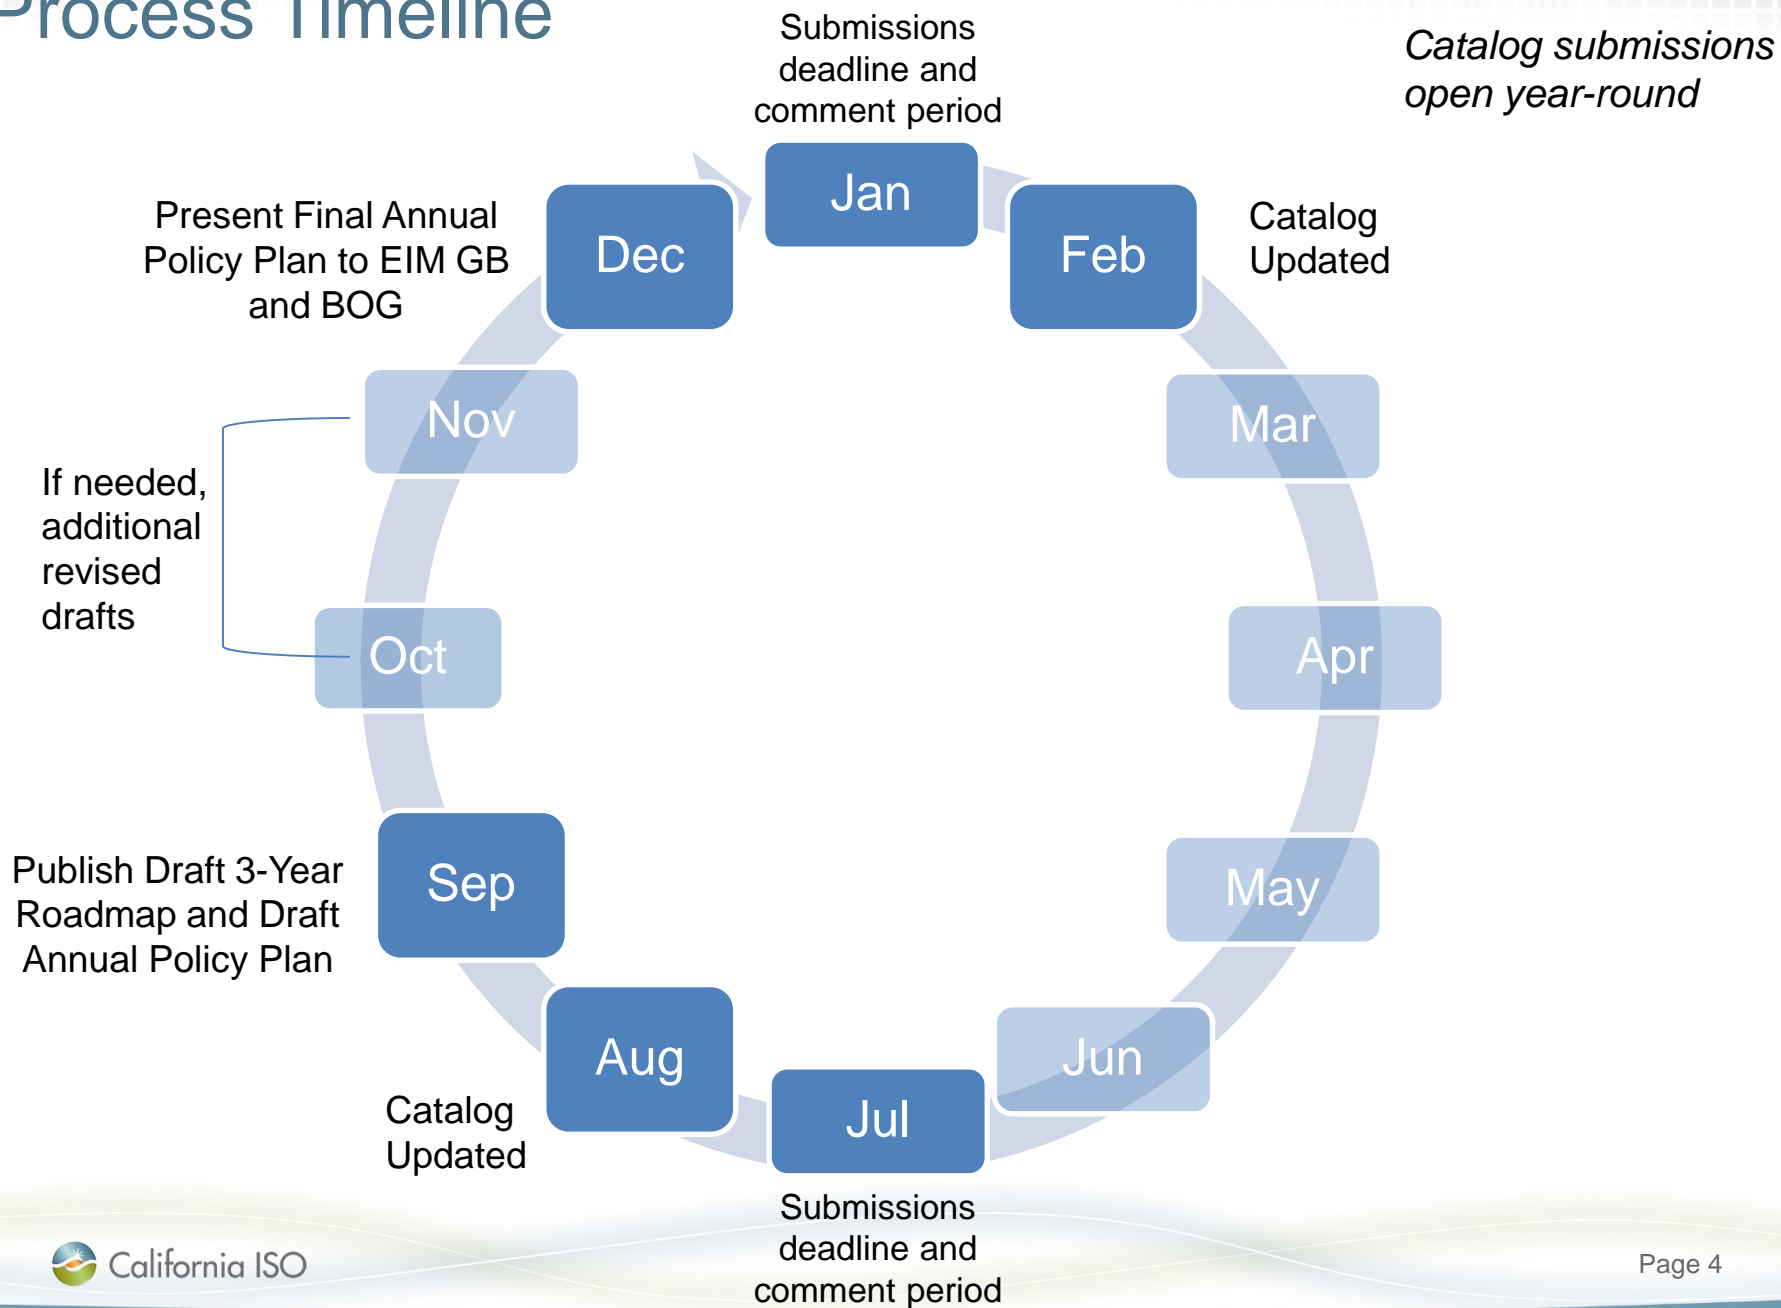 Process Timeline
Submissions
deadline and
comment period
Catalog submissions
open year-round
Jan
Feb
Catalog
Updated
Mar
Apr
May
Jun
Jul
Submissions
deadline and
comment period
Aug
Catalog
Updated
Sep
Publish Draft 3-Year
Roadmap and Draft
Annual Policy Plan
Oct
Nov
If needed,
additional
revised
drafts
Dec
Present Final Annual
Policy Plan to EIM GB
and BOG
California ISO
Page 4